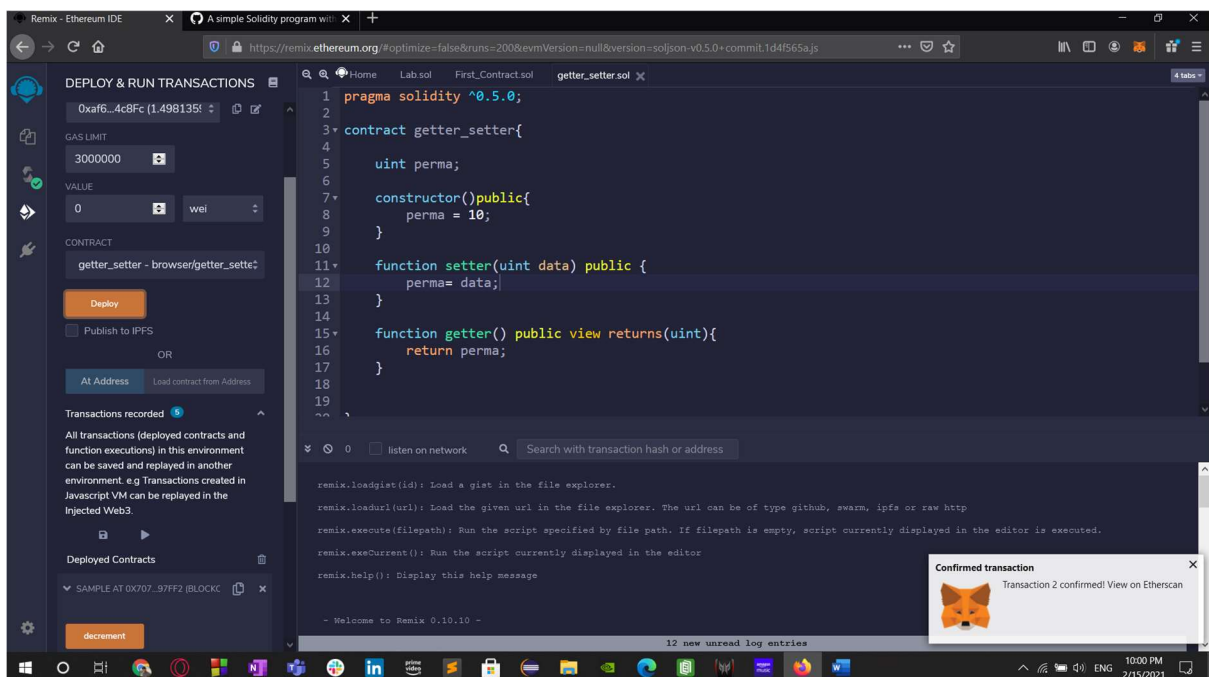 Remix - Ethereum IDE
A simple Solidity program with
https://remix.ethereum.org/#optimize=false&runs=200&evmVersion=null&version=soljson-v0.5.0+commit.1d4f565a.js
DEPLOY & RUN TRANSACTIONS
0xaf6...4c8Fc (1.498135
GAS LIMIT
3000000
VALUE
0
wei
CONTRACT
getter_setter - browser/getter_sette
Deploy
Publish to IPFS
OR
At Address
Load contract from Address
Transactions recorded 5
All transactions (deployed contracts and
function executions) in this environment
can be saved and replayed in another
environment. e.g Transactions created in
Javascript VM can be replayed in the
Injected Web3.
Deployed Contracts
SAMPLE AT 0X707...97FF2 (BLOCKC
decrement
Home
Lab.sol
First_Contract.sol
getter_setter.sol
4 tabs
1 pragma solidity ^0.5.0;
2
3 contract getter_setter{
4
5 uint perma;
6
7 constructor()public{
8 perma = 10;
9 }
10
11 function setter(uint data) public {
12 perma= data;
13 }
14
15 function getter() public view returns(uint){
16 return perma;
17 }
18
19
20 }
0
listen on network
Search with transaction hash or address
remix.loadgist(id): Load a gist in the file explorer.
remix.loadurl(url): Load the given url in the file explorer. The url can be of type github, swarm, ipfs or raw http
remix.execute(filepath): Run the script specified by file path. If filepath is empty, script currently displayed in the editor is executed.
remix.exeCurrent(): Run the script currently displayed in the editor
remix.help(): Display this help message
- Welcome to Remix 0.10.10 -
12 new unread log entries
Confirmed transaction
Transaction 2 confirmed! View on Etherscan
prime
video
ENG
10:00 PM
2/15/2021